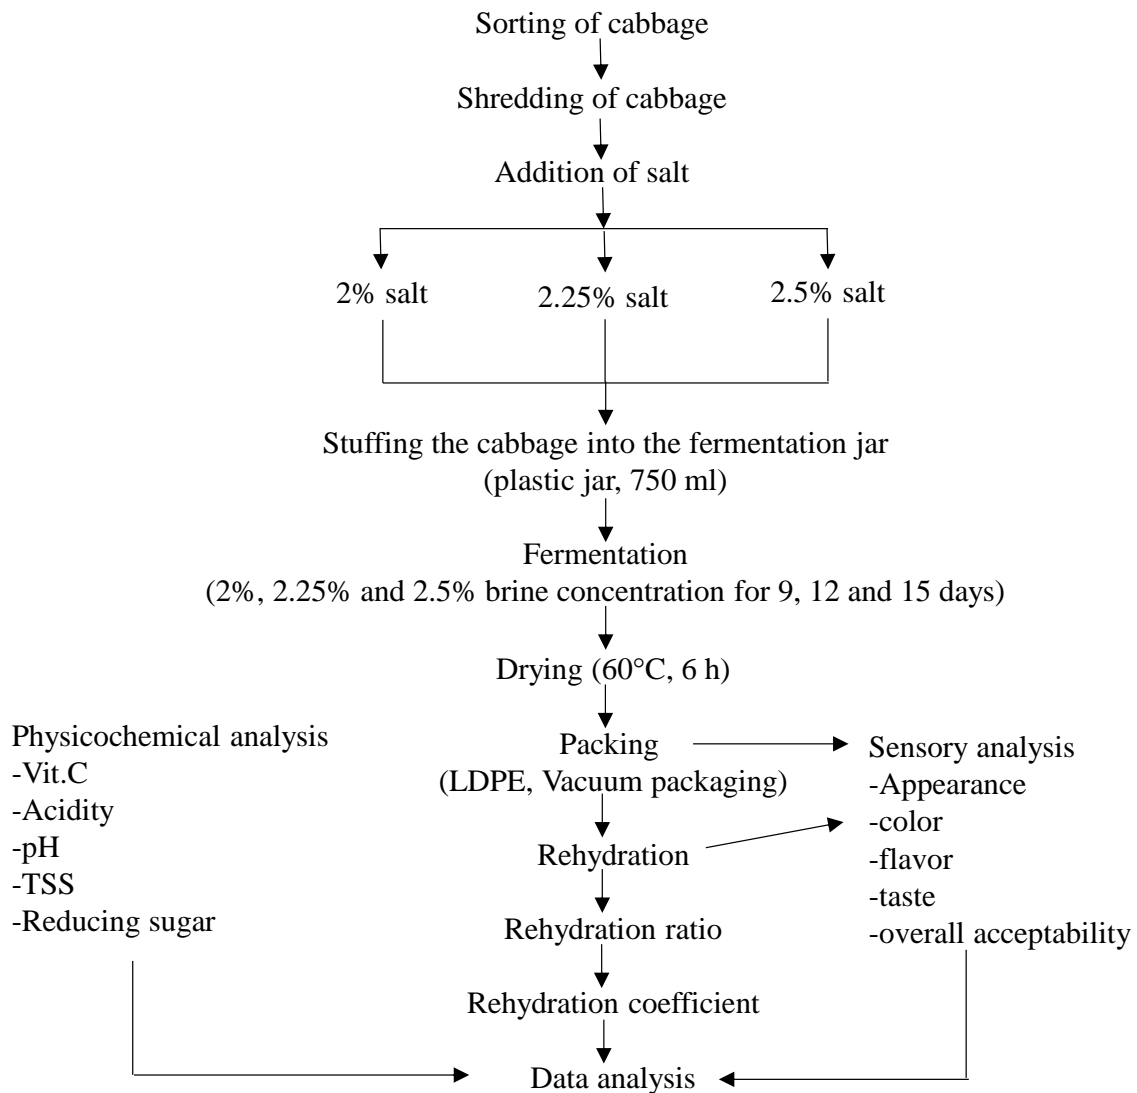 Sorting of cabbage
Shredding of cabbage
Addition of salt
2% salt
2.25% salt
2.5% salt
Stuffing the cabbage into the fermentation jar
(plastic jar, 750 ml)
Fermentation
(2%, 2.25% and 2.5% brine concentration for 9, 12 and 15 days)
Drying (60°C, 6 h)
Physicochemical analysis
-Vit.C
-Acidity
-pH
-TSS
-Reducing sugar
Packing
(LDPE, Vacuum packaging)
Rehydration
Rehydration ratio
Rehydration coefficient
Sensory analysis
-Appearance
-color
-flavor
-taste
-overall acceptability
Data analysis